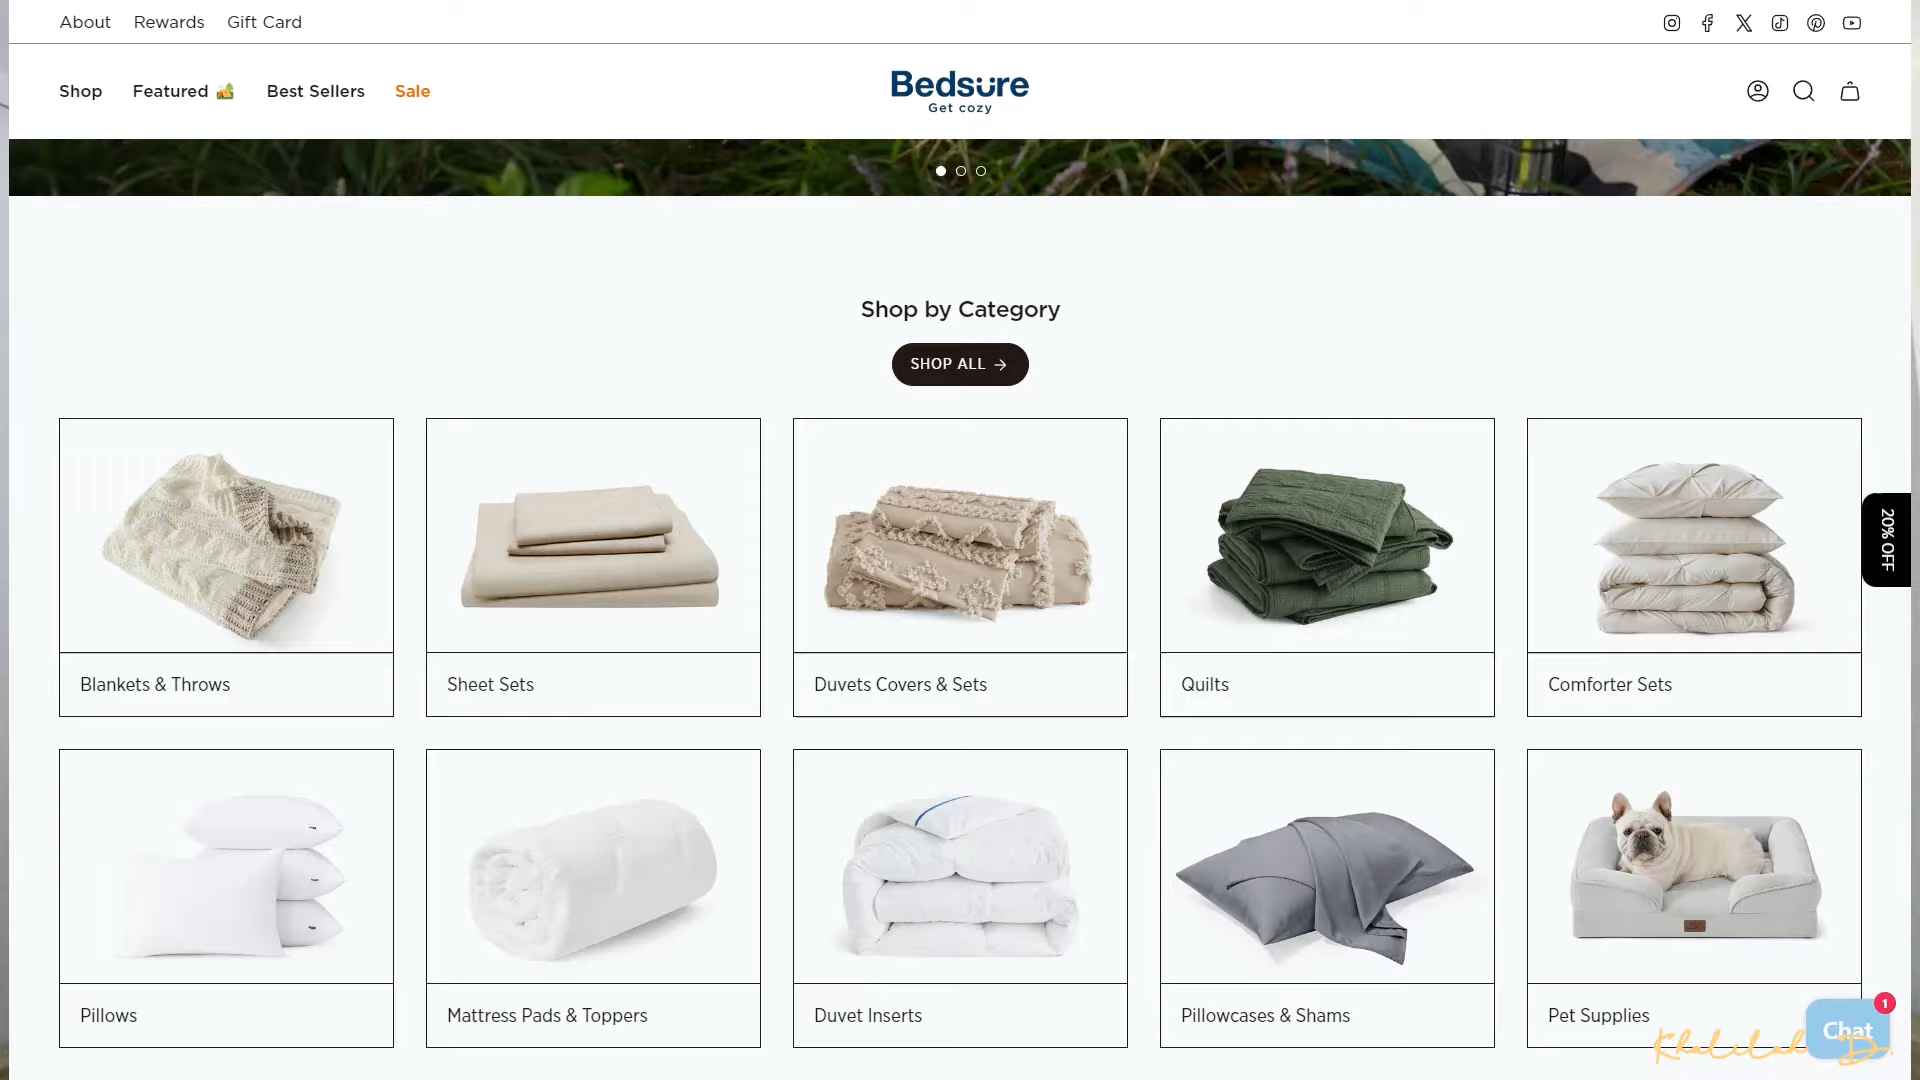 About Rewards Gift Card
Shop Featured Best Sellers Sale
Bedsure
Get cozy
Shop by Category
SHOP ALL →
Blankets & Throws
Sheet Sets
Duvets Covers & Sets
Quilts
Comforter Sets
20% OFF
Pillows
Mattress Pads & Toppers
Duvet Inserts
Pillowcases & Shams
Pet Supplies
1
Chat
Khalilah D.